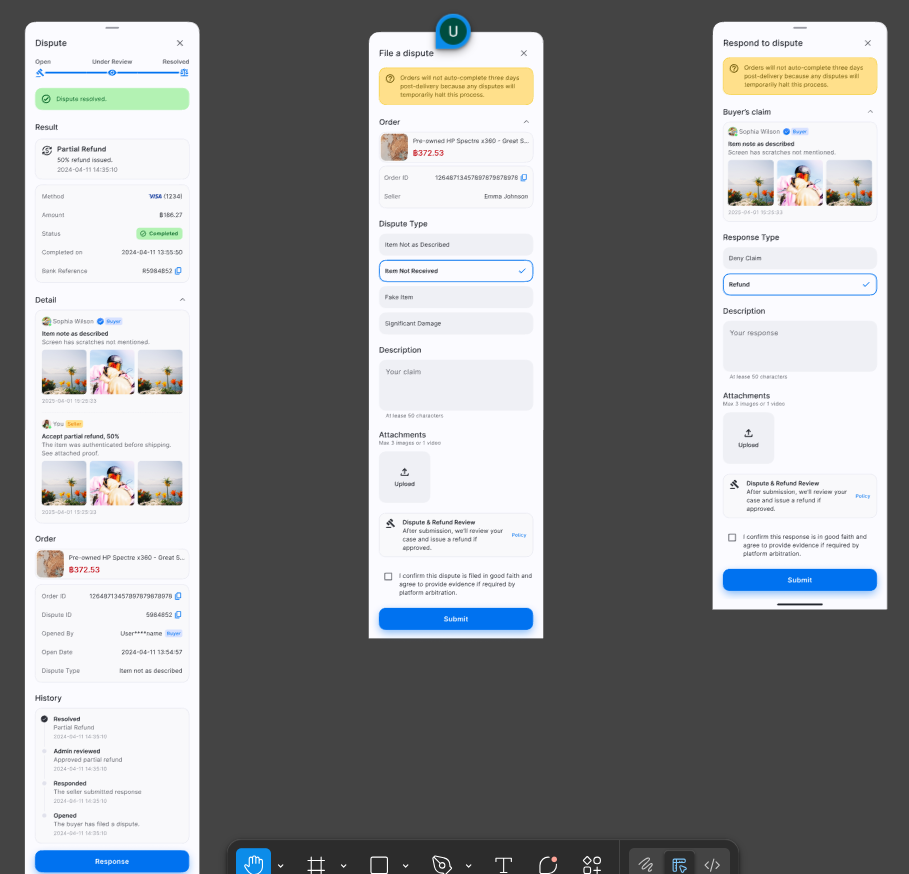 Dispute
Open
Under Review
Resolved
Dispute resolved.
Result
Partial Refund
50% refund issued.
2024-04-11 14:35:10
Method
VISA (1234)
Amount
฿186.27
Status
Completed
Completed on
2024-04-11 13:55:50
Bank Reference
R5984852
Detail
Sophia Wilson Buyer
Item note as described
Screen has scratches not mentioned.
2025-04-01 15:25:33
You Seller
Accept partial refund, 50%
The item was authenticated before shipping.
See attached proof.
2025-04-01 15:25:33
Order
Pre-owned HP Spectre x360 - Great S...
฿372.53
Order ID
12648713457897879878978
Dispute ID
5984852
Opened By
User****name Buyer
Open Date
2024-04-11 13:54:57
Dispute Type
Item not as described
History
Resolved
Partial Refund
2024-04-11 14:35:10
Admin reviewed
Approved partial refund
2024-04-11 14:35:10
Responded
The seller submitted response
2024-04-11 14:35:10
Opened
The buyer has filed a dispute.
2024-04-11 14:35:10
Response
U
File a dispute
Orders will not auto-complete three days
post-delivery because any disputes will
temporarily halt this process.
Order
Pre-owned HP Spectre x360 - Great S...
฿372.53
Order ID
12648713457897879878978
Seller
Emma Johnson
Dispute Type
Item Not as Described
Item Not Received
Fake Item
Significant Damage
Description
Your claim
At lease 50 characters
Attachments
Max 3 images or 1 video
Upload
Dispute & Refund Review
After submission, we'll review your
case and issue a refund if
approved.
Policy
I confirm this dispute is filed in good faith and
agree to provide evidence if required by
platform arbitration.
Submit
Respond to dispute
Orders will not auto-complete three days
post-delivery because any disputes will
temporarily halt this process.
Buyer's claim
Sophia Wilson Buyer
Item note as described
Screen has scratches not mentioned.
2025-04-01 15:25:33
Response Type
Deny Claim
Refund
Description
Your response
At lease 50 characters
Attachments
Max 3 images or 1 video
Upload
Dispute & Refund Review
After submission, we'll review your
case and issue a refund if
approved.
Policy
I confirm this response is in good faith and
agree to provide evidence if required by
platform arbitration.
Submit